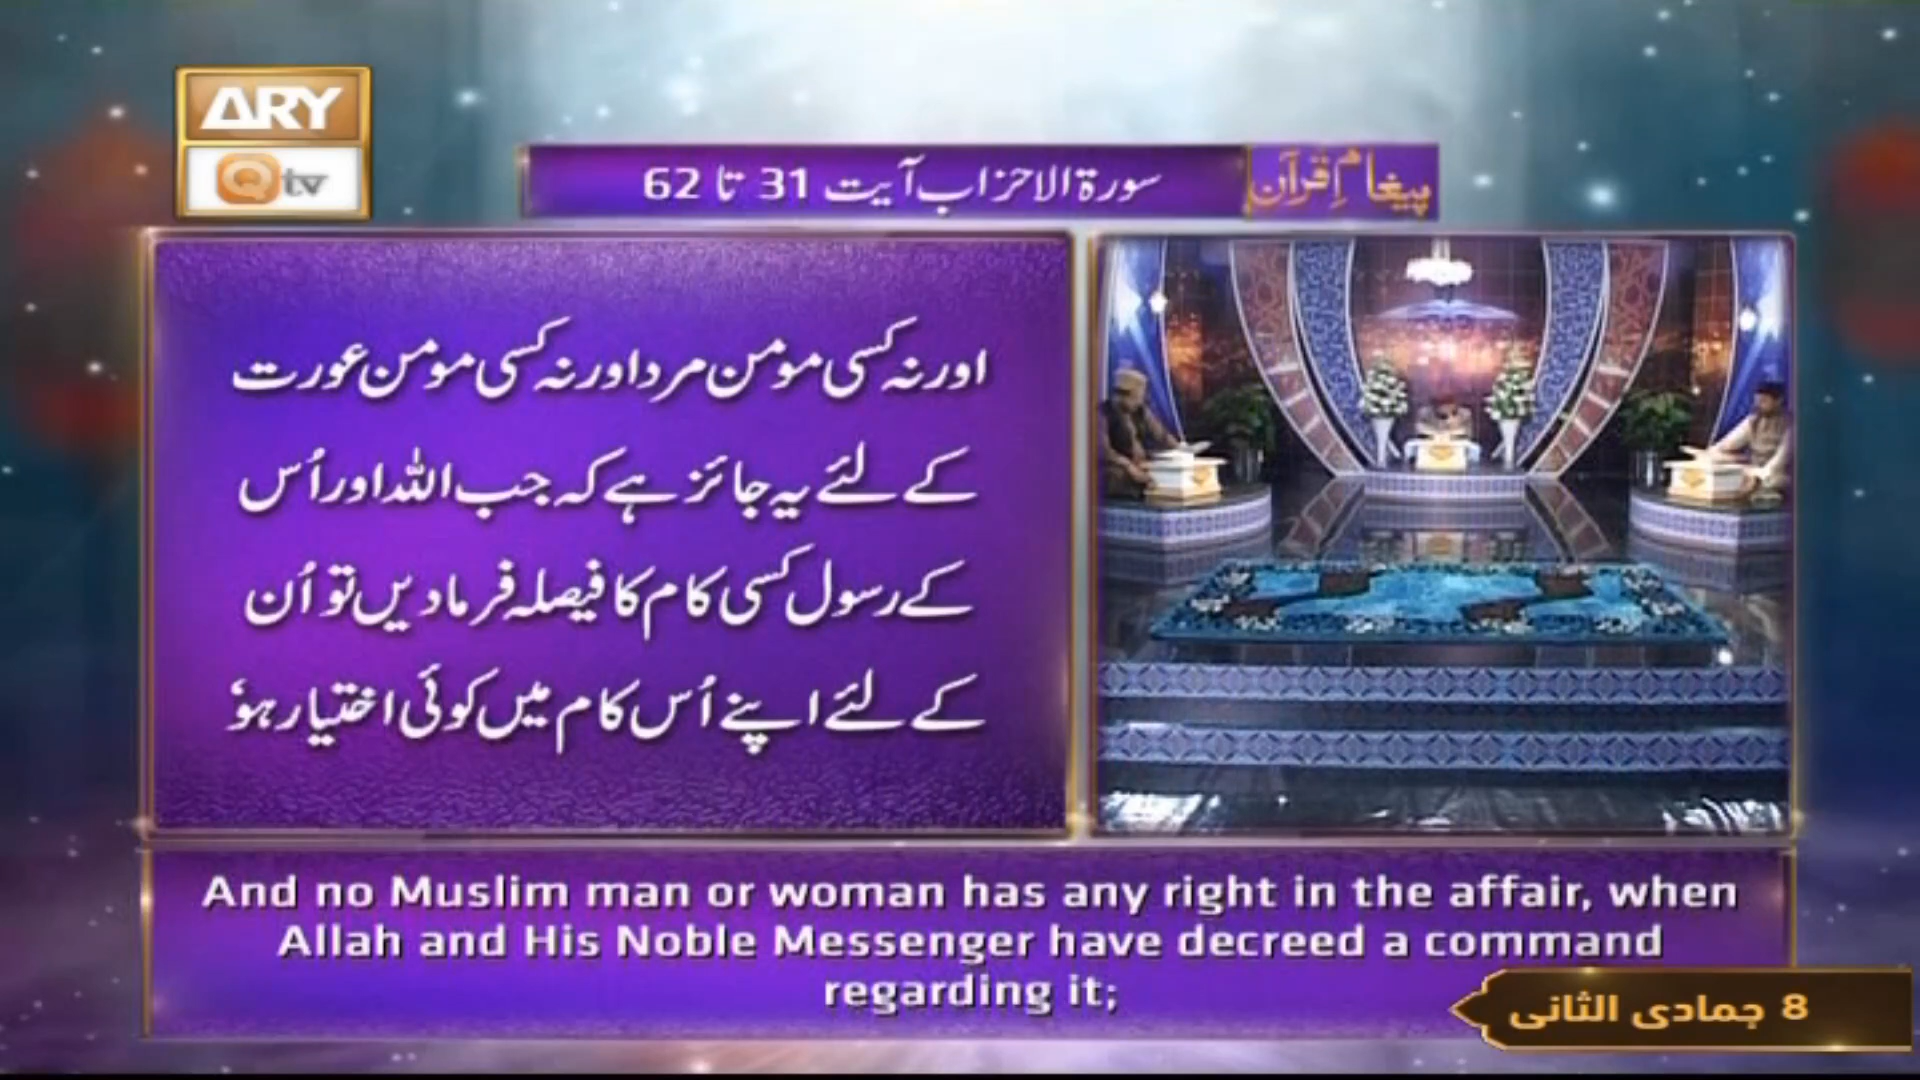 ARY
Qtv
پیغامِ قرآن
سورۃ الاحزاب آیت 31 تا 62
اور نہ کسی مومن مرد اور نہ کسی مومن عورت
کے لئے یہ جائز ہے کہ جب اللہ اور اُس
کے رسول کسی کام کا فیصلہ فرما دیں تو اُن
کے لئے اپنے اُس کام میں کوئی اختیار ہو،
And no Muslim man or woman has any right in the affair, when
Allah and His Noble Messenger have decreed a command
regarding it;
8 جمادی الثانی